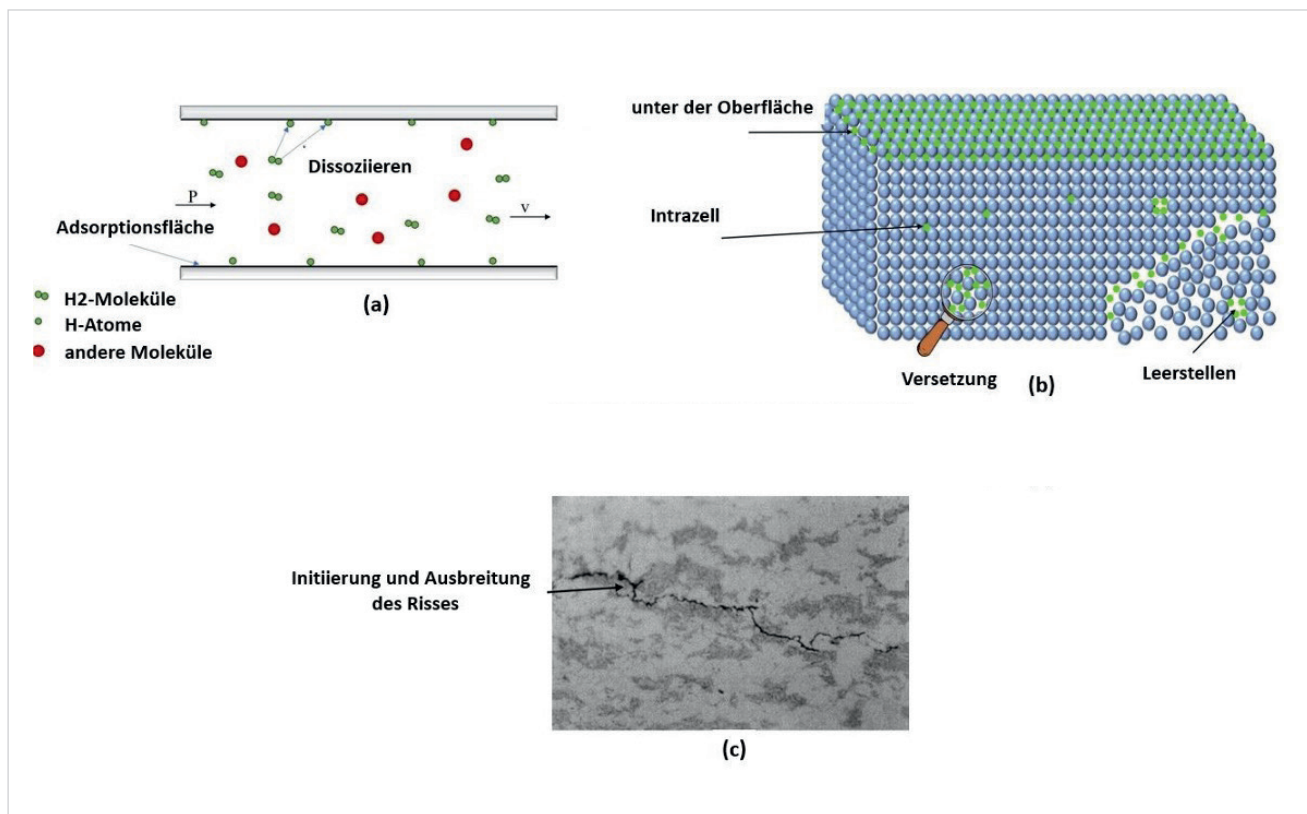 Dissoziieren
P
v
Adsorptionsfläche
(a)
H2-Moleküle
H-Atome
andere Moleküle
unter der Oberfläche
Intrazell
Versetzung
(b)
Leerstellen
Initiierung und Ausbreitung
des Risses
(c)